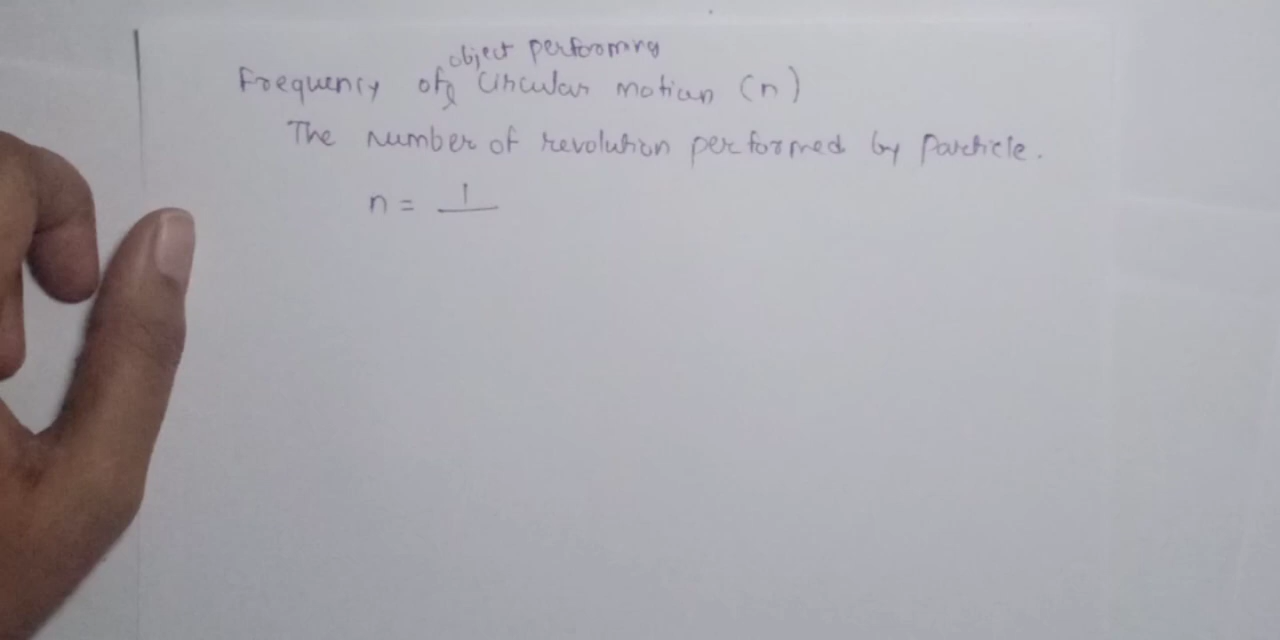 Frequency of object performing circular motion (n)
The number of revolution performed by particle.
n = 1